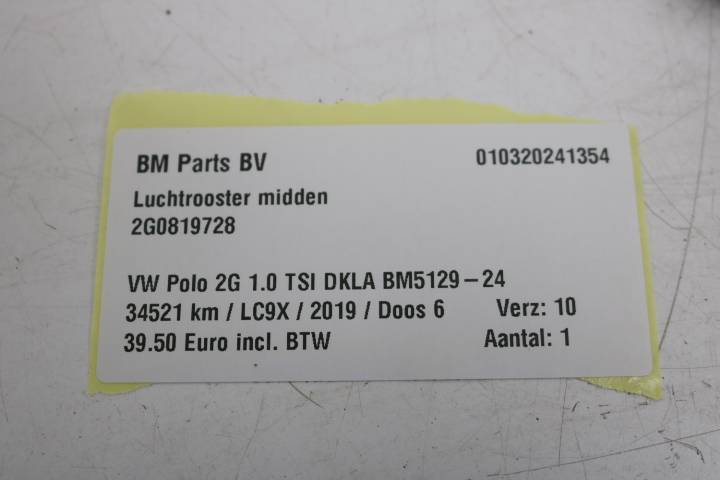 BM Parts BV 010320241354
Luchtrooster midden
2G0819728
VW Polo 2G 1.0 TSI DKLA BM5129-24
34521 km / LC9X / 2019 / Doos 6 Verz: 10
39.50 Euro incl. BTW Aantal: 1